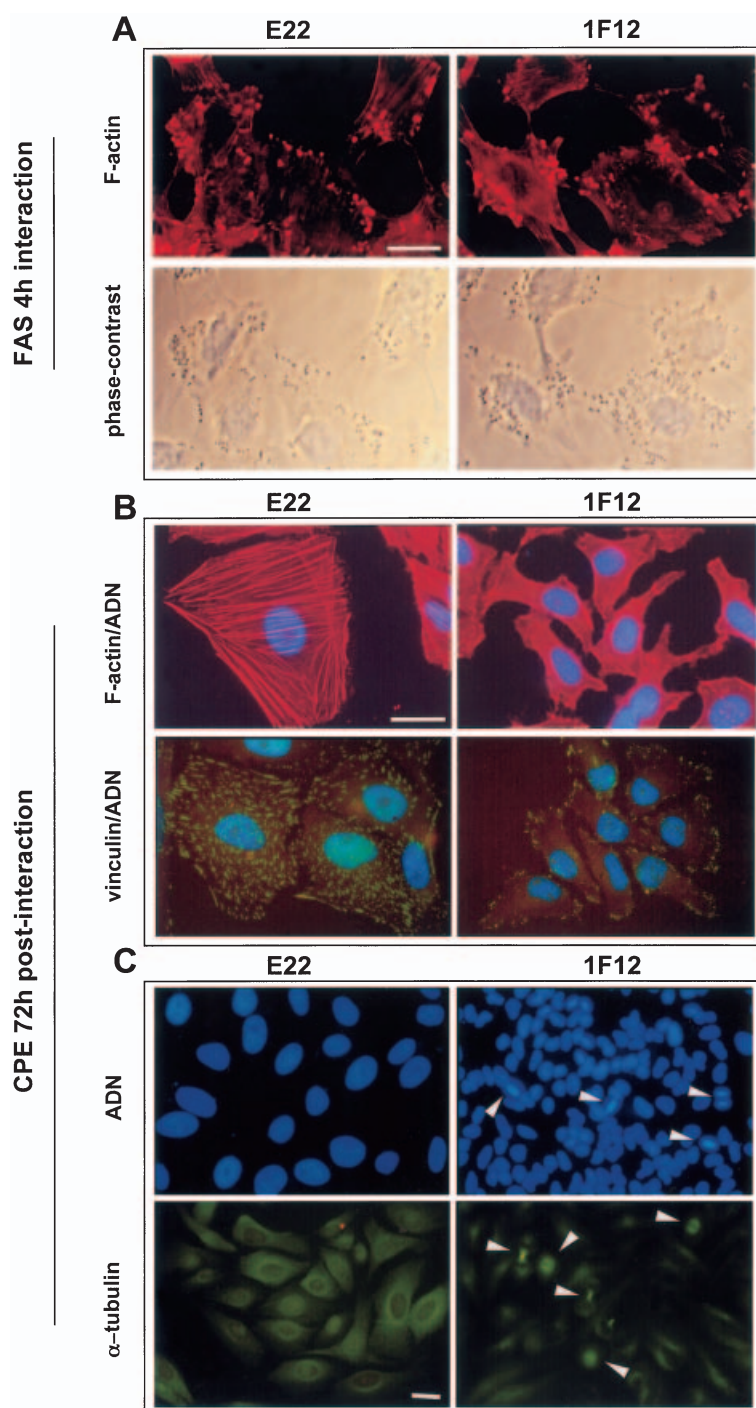 A
E22 1F12
FAS 4h interaction
F-actin
phase-contrast
B
E22 1F12
CPE 72h post-interaction
F-actin/ADN
vinculin/ADN
C
E22 1F12
ADN
α-tubulin